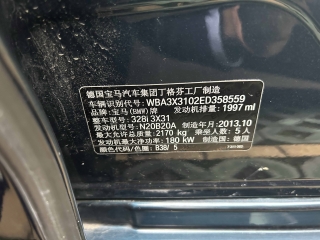 德国宝马汽车集团丁格芬工厂制造
车辆识别代号: WBA3X3102ED358559
品牌: 宝马(BMW)牌 发动机排量: 1997 ml
整车型号: 328i 3X31
发动机型号: N20B20A 制造年月: 2013.10
最大允许总质量: 2170 kg 乘坐人数: 5 人
发动机最大净功率: 180 kW 制造国: 德国
颜色代号/色圈: B38/ 5